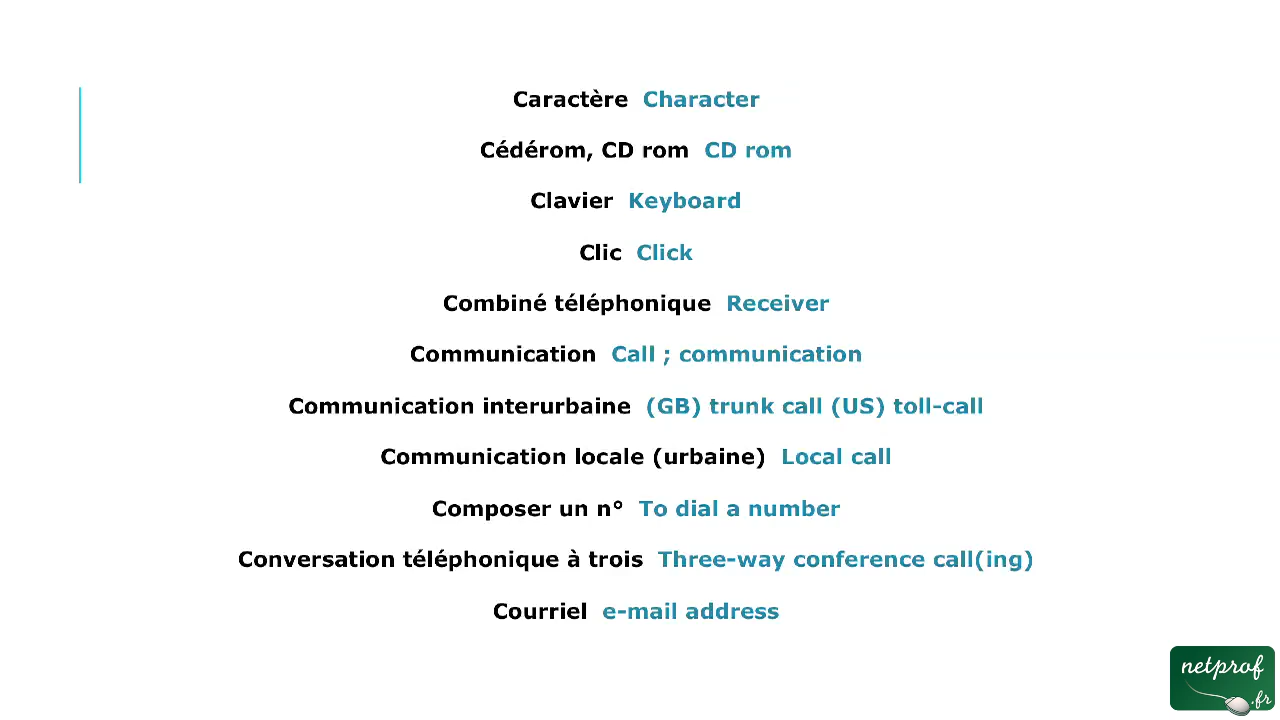 Caractère Character
Cédérom, CD rom CD rom
Clavier Keyboard
Clic Click
Combiné téléphonique Receiver
Communication Call ; communication
Communication interurbaine (GB) trunk call (US) toll-call
Communication locale (urbaine) Local call
Composer un n° To dial a number
Conversation téléphonique à trois Three-way conference call(ing)
Courriel e-mail address
netprof
.fr